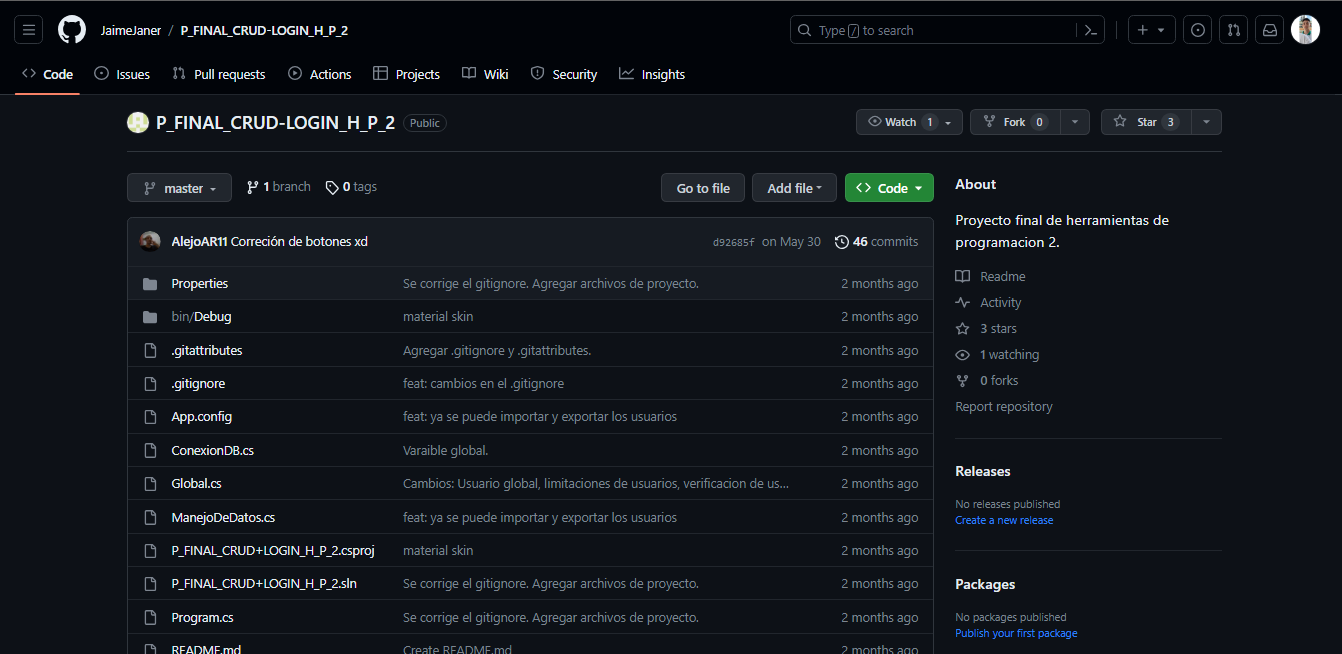 JaimeJaner / P_FINAL_CRUD-LOGIN_H_P_2
Type / to search
Code Issues Pull requests Actions Projects Wiki Security Insights
P_FINAL_CRUD-LOGIN_H_P_2 Public
Watch 1 Fork 0 Star 3
master 1 branch 0 tags
Go to file Add file Code
AlejoAR11 Correción de botones xd d92685f on May 30 46 commits
Properties Se corrige el gitignore. Agregar archivos de proyecto. 2 months ago
bin/Debug material skin 2 months ago
.gitattributes Agregar .gitignore y .gitattributes. 2 months ago
.gitignore feat: cambios en el .gitignore 2 months ago
App.config feat: ya se puede importar y exportar los usuarios 2 months ago
ConexionDB.cs Varaible global. 2 months ago
Global.cs Cambios: Usuario global, limitaciones de usuarios, verificacion de us... 2 months ago
ManejoDeDatos.cs feat: ya se puede importar y exportar los usuarios 2 months ago
P_FINAL_CRUD+LOGIN_H_P_2.csproj material skin 2 months ago
P_FINAL_CRUD+LOGIN_H_P_2.sln Se corrige el gitignore. Agregar archivos de proyecto. 2 months ago
Program.cs Se corrige el gitignore. Agregar archivos de proyecto. 2 months ago
README.md Create README.md 2 months ago
About
Proyecto final de herramientas de
programacion 2.
Readme
Activity
3 stars
1 watching
0 forks
Report repository
Releases
No releases published
Create a new release
Packages
No packages published
Publish your first package